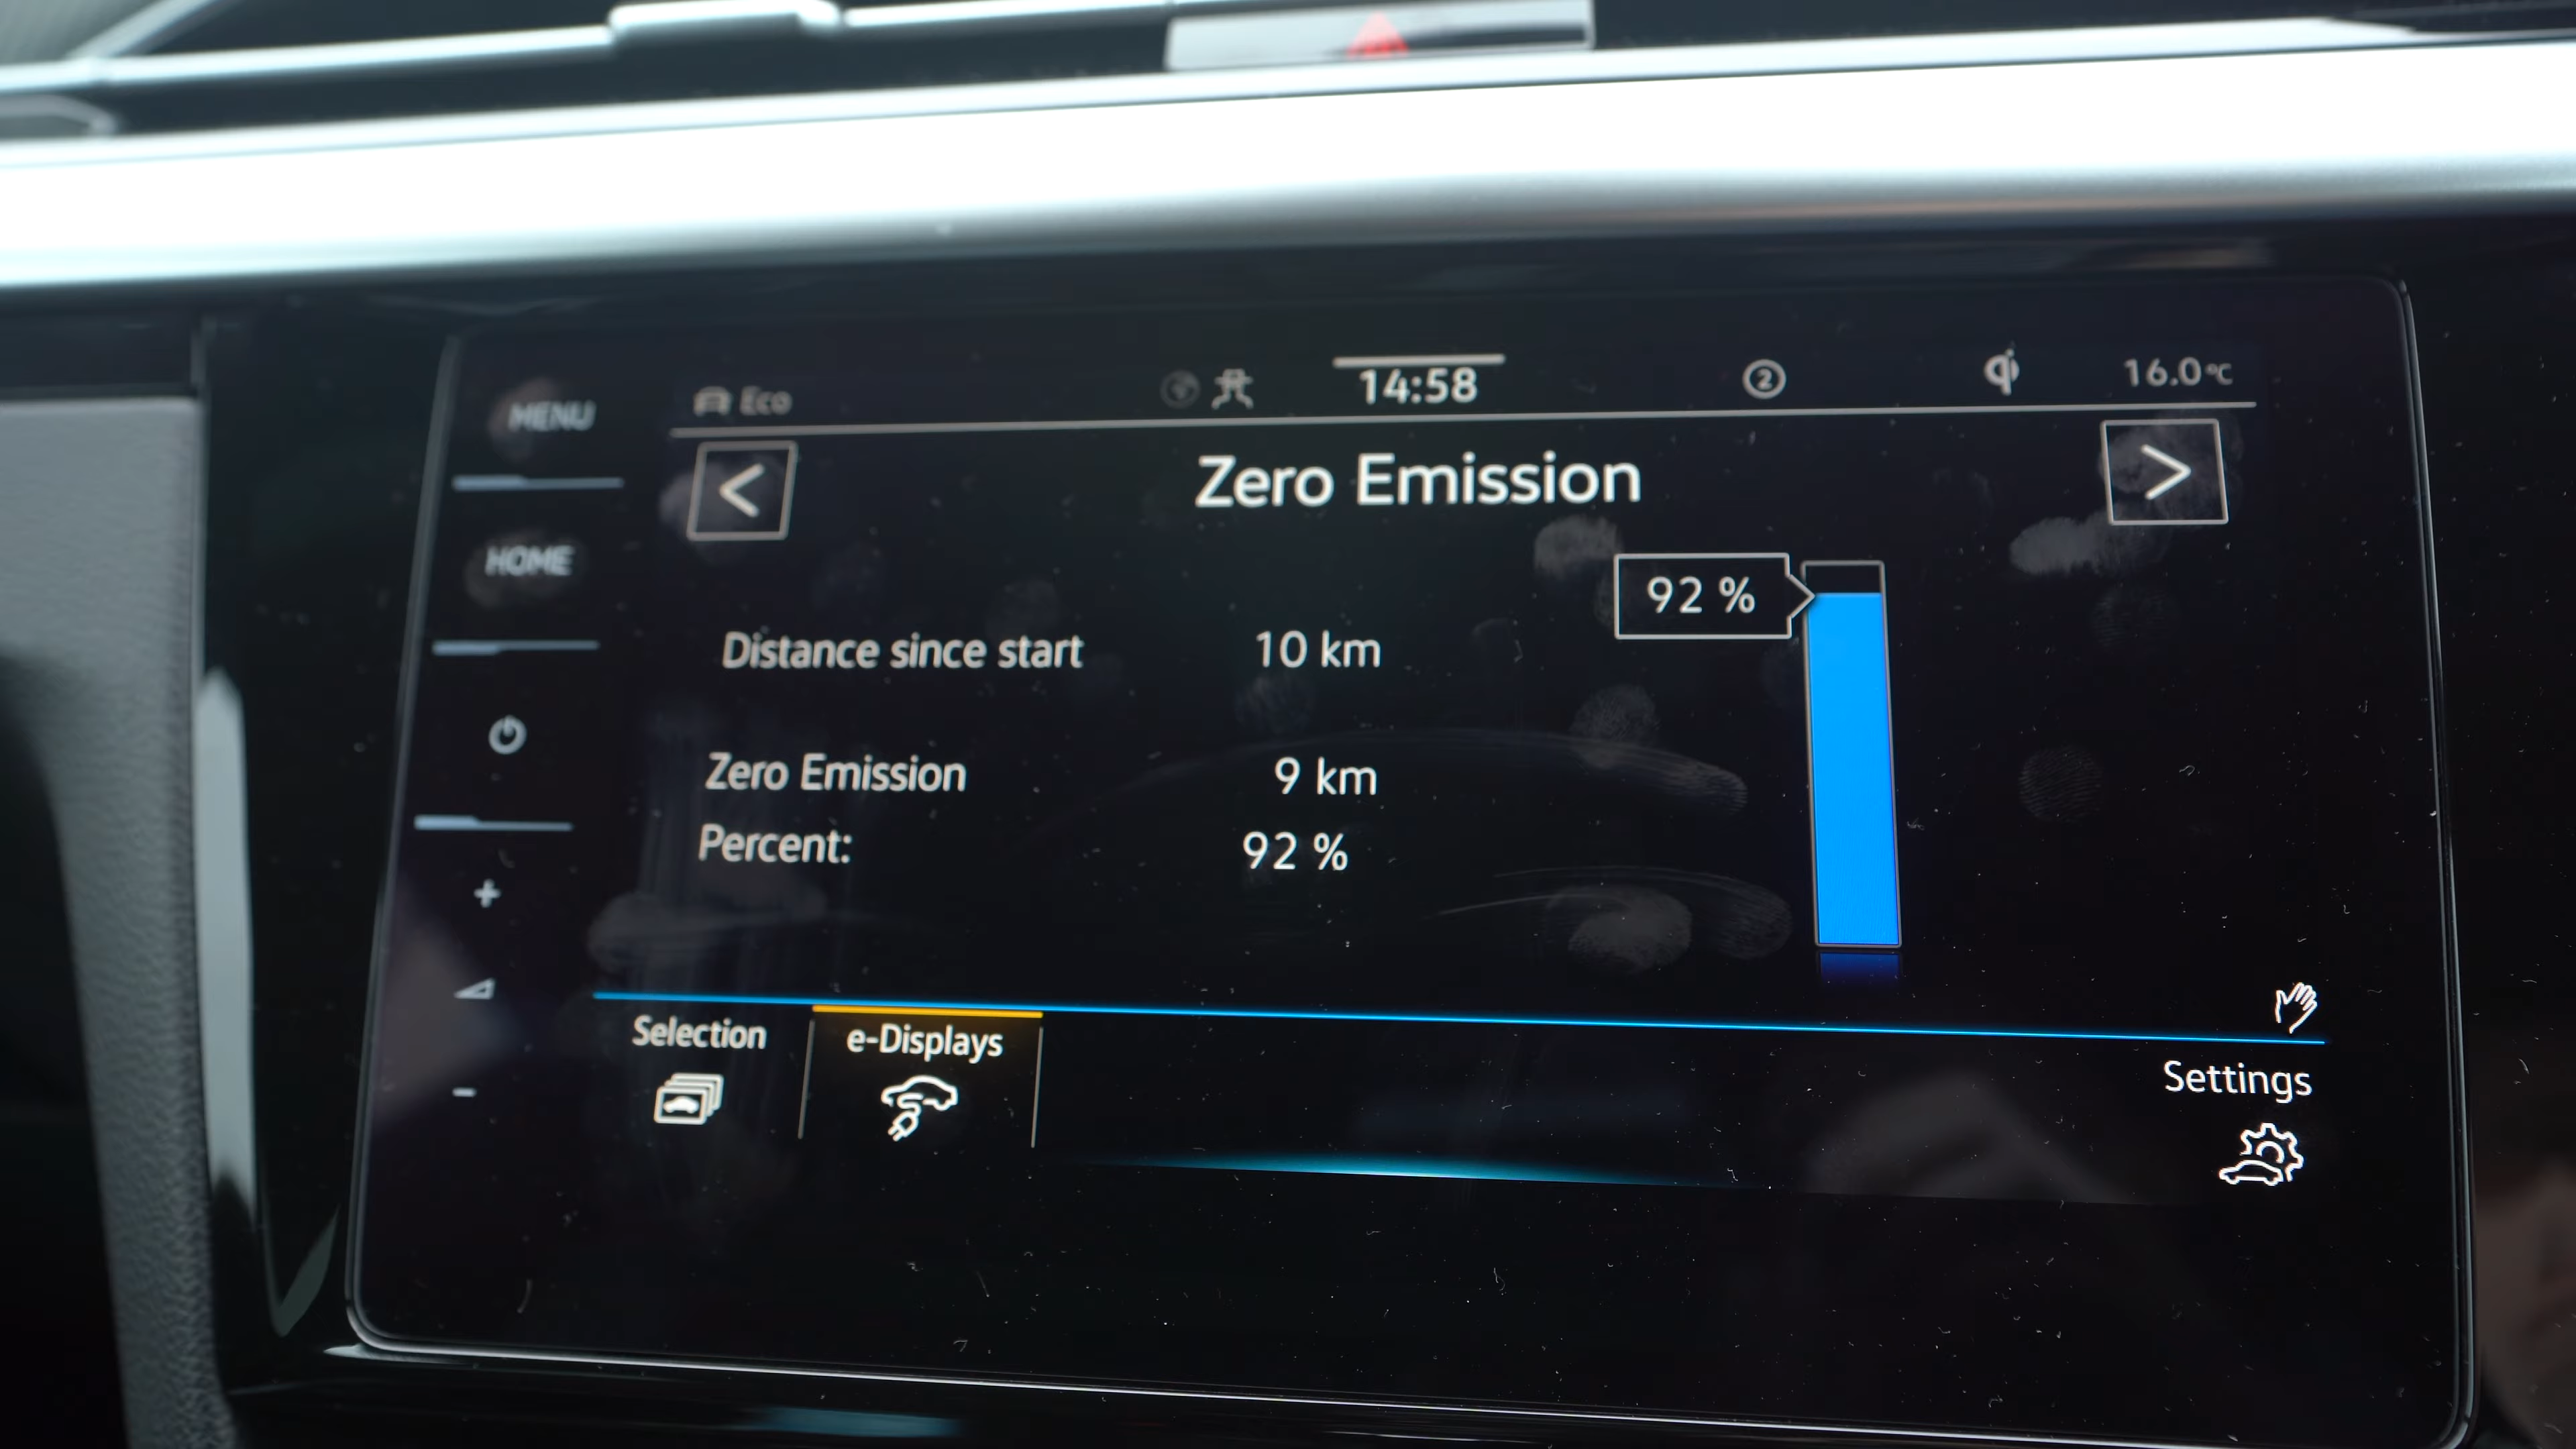 MENU
Eco
14:58
2
16.0°C
HOME
<
Zero Emission
>
92 %
Distance since start 10 km
Zero Emission 9 km
Percent: 92 %
+
-
Selection
e-Displays
Settings